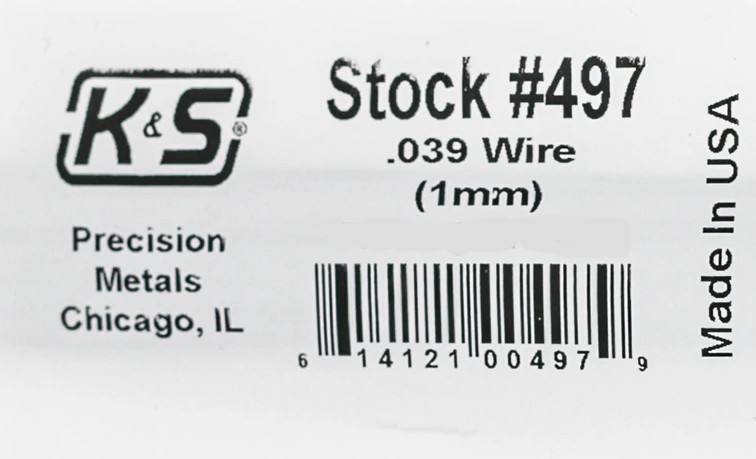 K&S®
Precision
Metals
Chicago, IL
Stock #497
.039 Wire
(1mm)
6 14121 00497 9
Made In USA